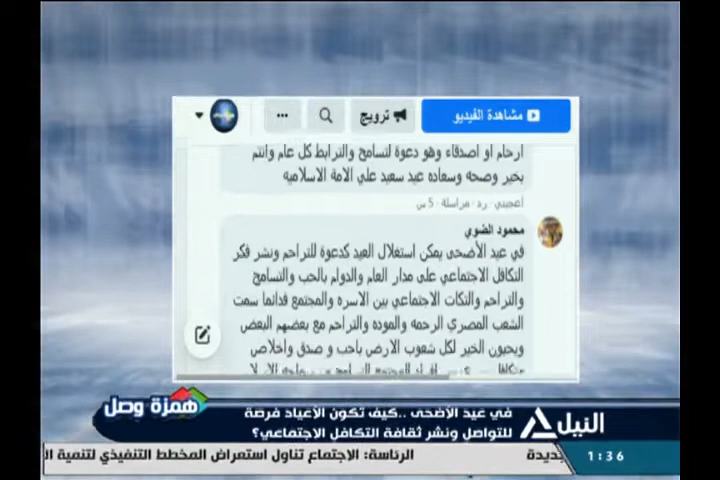 مشاهدة الفيديو
ترويج
ارحام او اصدقاء وهو دعوة لتسامح والترابط كل عام وانتم
بخير وصحه وسعاده عيد سعيد علي الامة الاسلاميه
أعجبني · رد · مراسلة · 5 س
محمود الضوي
في عيد الأضحى يمكن استغلال العيد كدعوة للتراحم ونشر فكر
التكافل الاجتماعي على مدار العام والدوام بالحب والتسامح
والتراحم والتكات الاجتماعي بين الاسره والمجتمع فدائما سمت
الشعب المصري الرحمه والموده والتراحم مع بعضهم البعض
ويحبون الخير لكل شعوب الارض باحب و صدق واخلاص
همزة وصل
في عيد الأضحى ..كيف تكون الأعياد فرصة
للتواصل ونشر ثقافة التكافل الاجتماعي؟
النيل
الرئاسة: الاجتماع تناول استعراض المخطط التنفيذي لتنمية
1:36